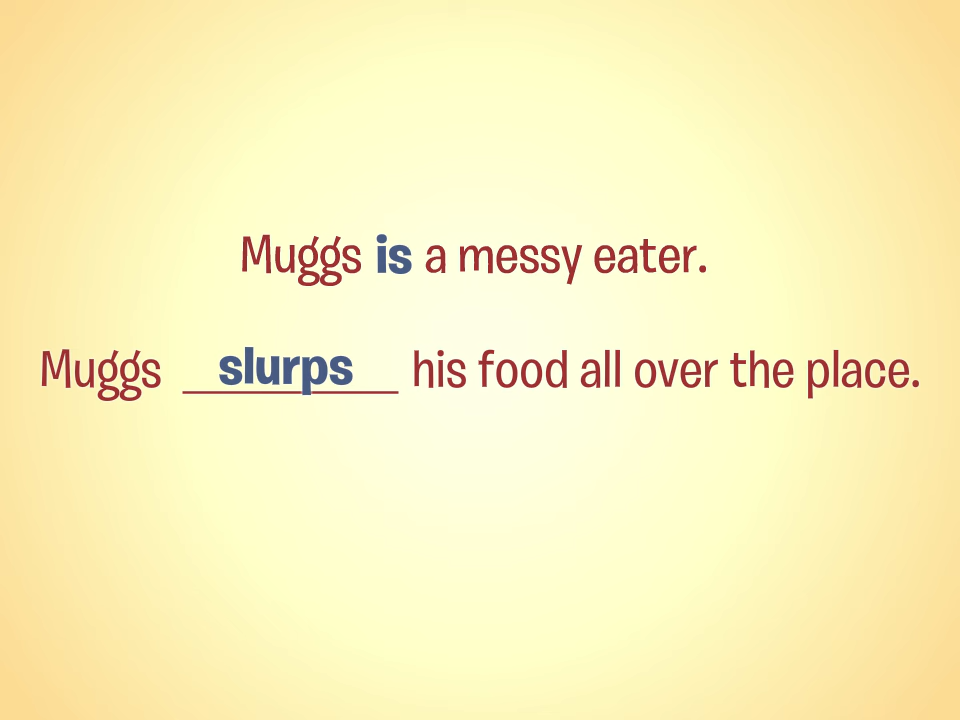 Muggs is a messy eater.
Muggs slurps his food all over the place.